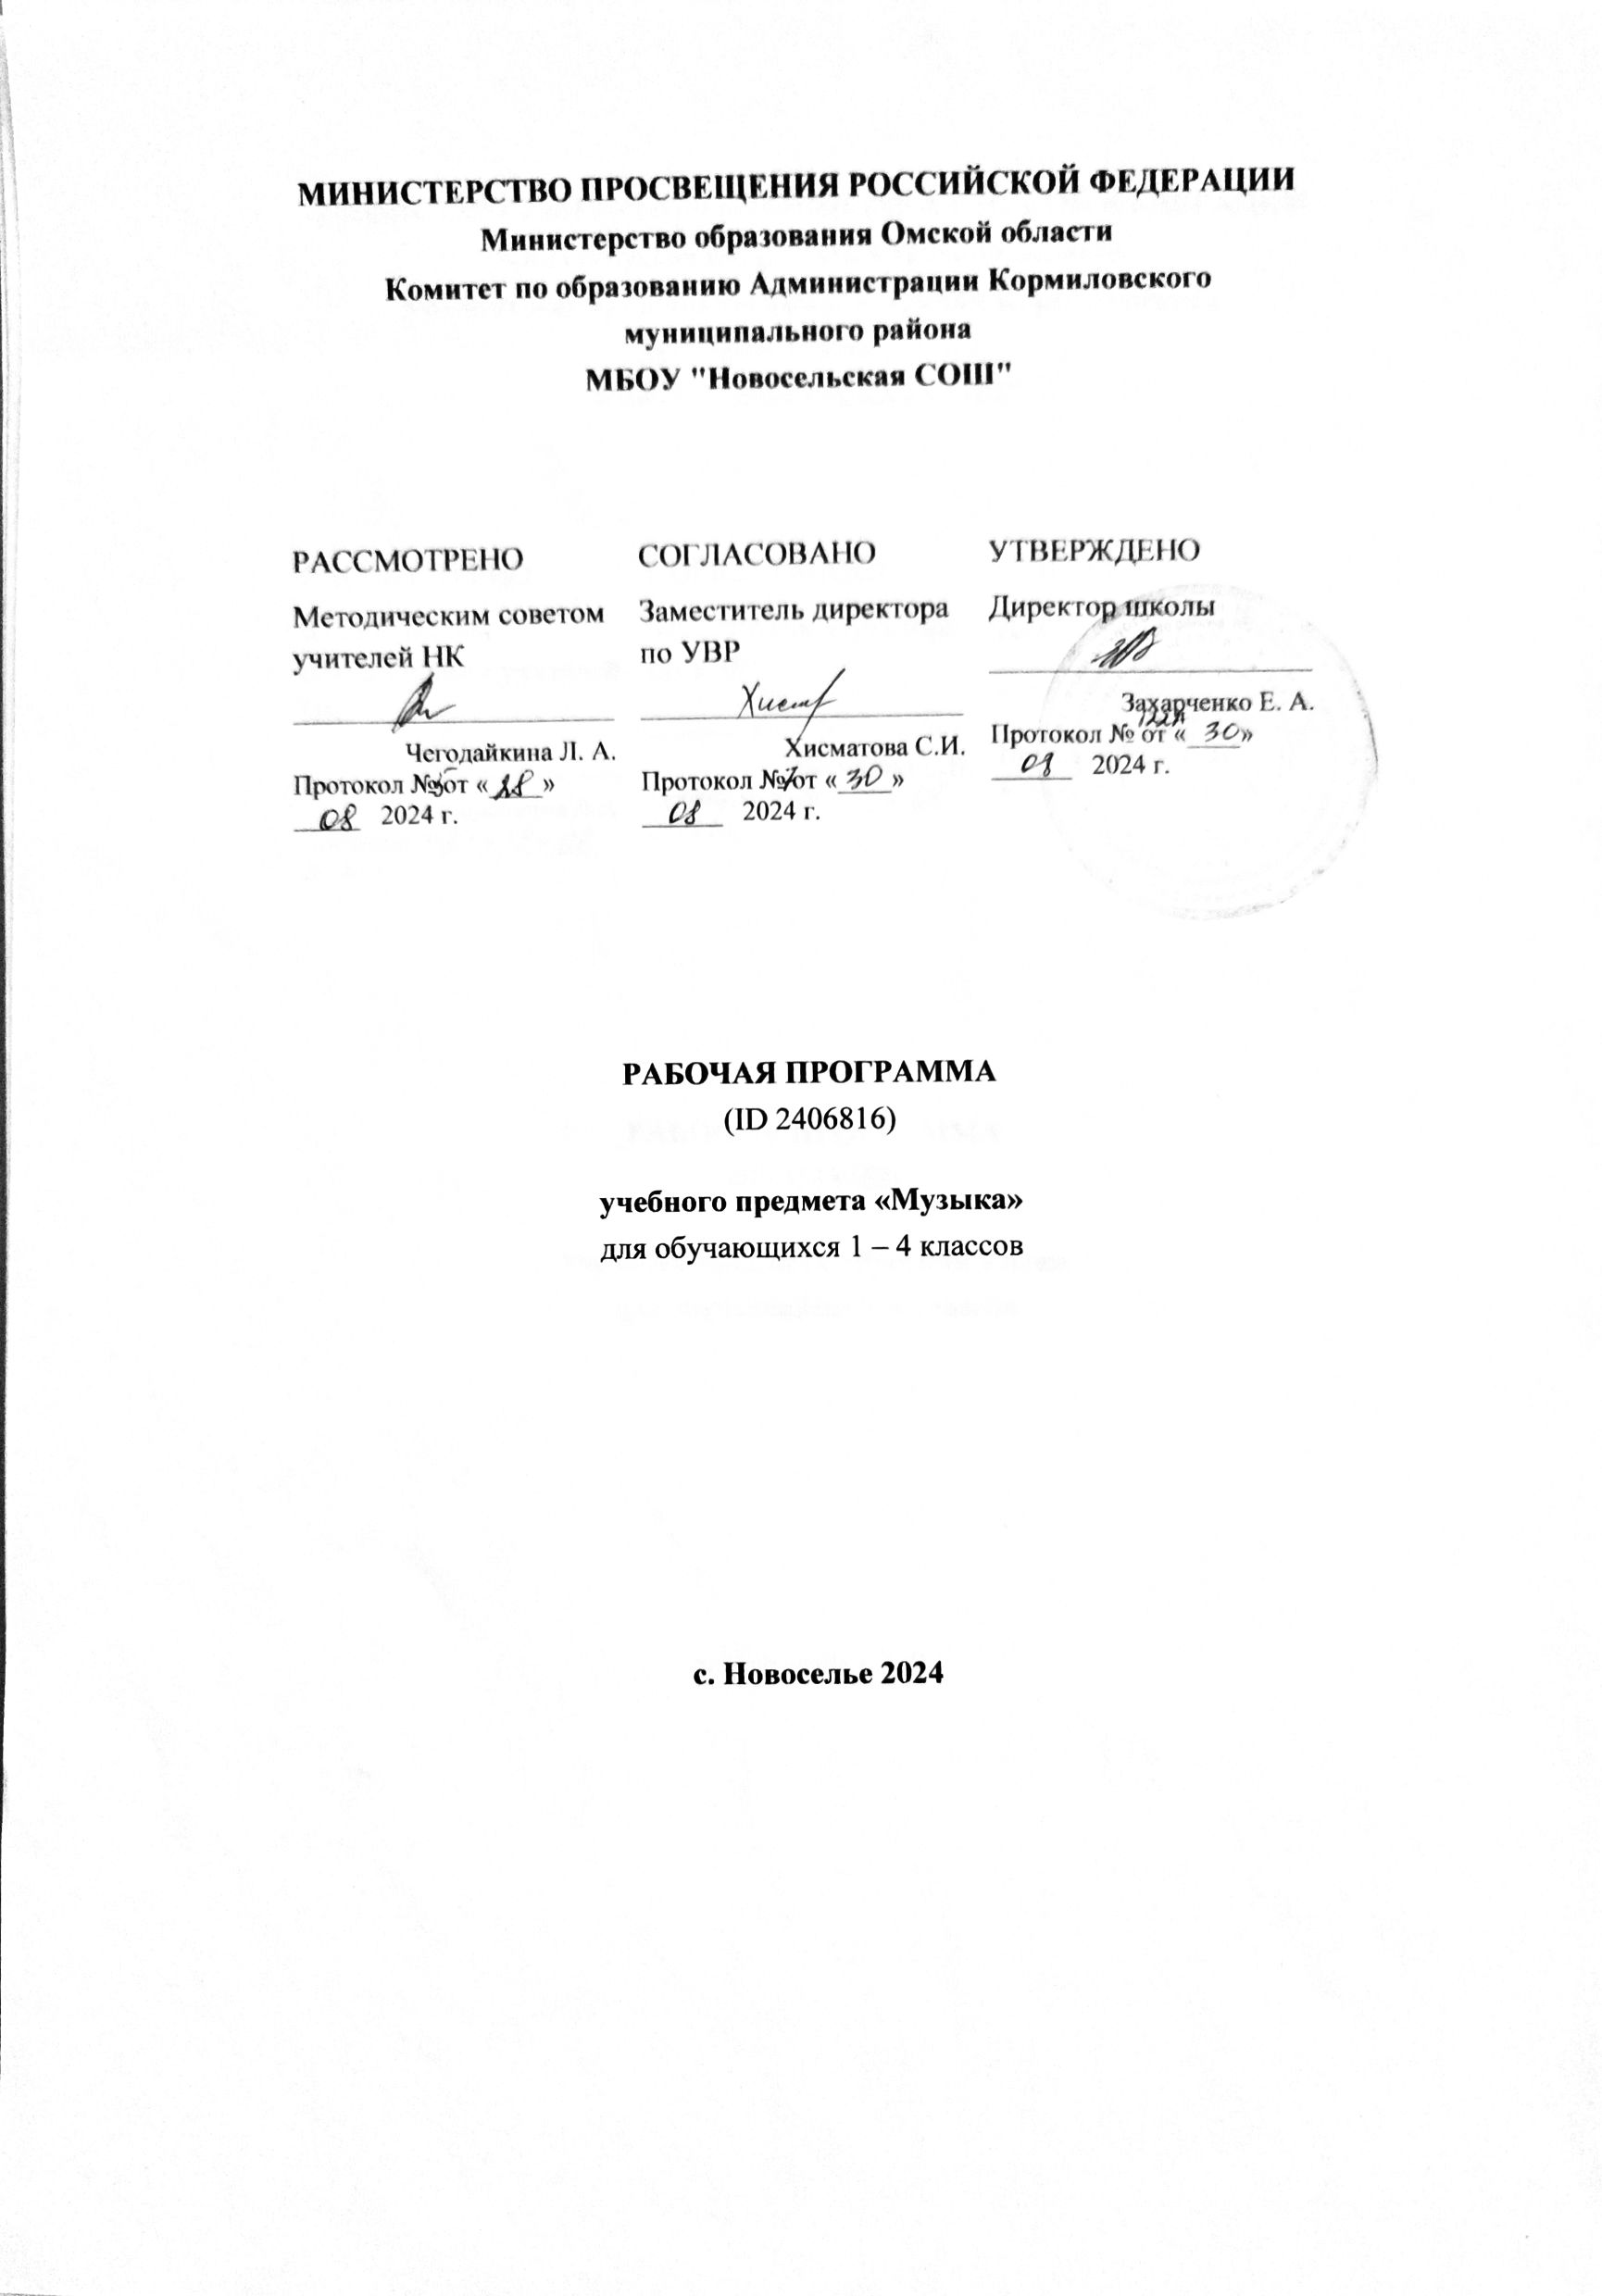 МИНИСТЕРСТВО ПРОСВЕЩЕНИЯ РОССИЙСКОЙ ФЕДЕРАЦИИ
Министерство образования Омской области
Комитет по образованию Администрации Кормиловского
муниципального района
МБОУ "Новосельская СОШ"
РАССМОТРЕНО
Методическим советом
учителей НК
Чегодайкина Л. А.
Протокол № от «28»
08 2024 г.
СОГЛАСОВАНО
Заместитель директора
по УВР
Хисматова С.И.
Протокол №7 от «30»
08 2024 г.
УТВЕРЖДЕНО
Директор школы
Захарченко Е. А.
Протокол № от «30»
08 2024 г.
РАБОЧАЯ ПРОГРАММА
(ID 2406816)
учебного предмета «Музыка»
для обучающихся 1 – 4 классов
с. Новоселье 2024